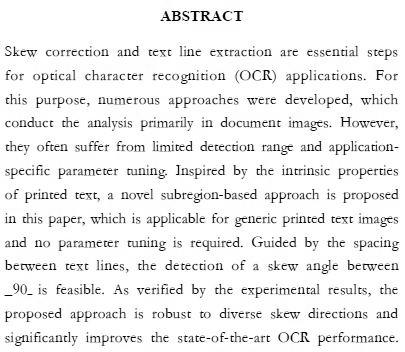 ABSTRACT
Skew correction and text line extraction are essential steps
for optical character recognition (OCR) applications. For
this purpose, numerous approaches were developed, which
conduct the analysis primarily in document images. However,
they often suffer from limited detection range and application-
specific parameter tuning. Inspired by the intrinsic properties
of printed text, a novel subregion-based approach is proposed
in this paper, which is applicable for generic printed text images
and no parameter tuning is required. Guided by the spacing
between text lines, the detection of a skew angle between
_90_ is feasible. As verified by the experimental results, the
proposed approach is robust to diverse skew directions and
significantly improves the state-of-the-art OCR performance.